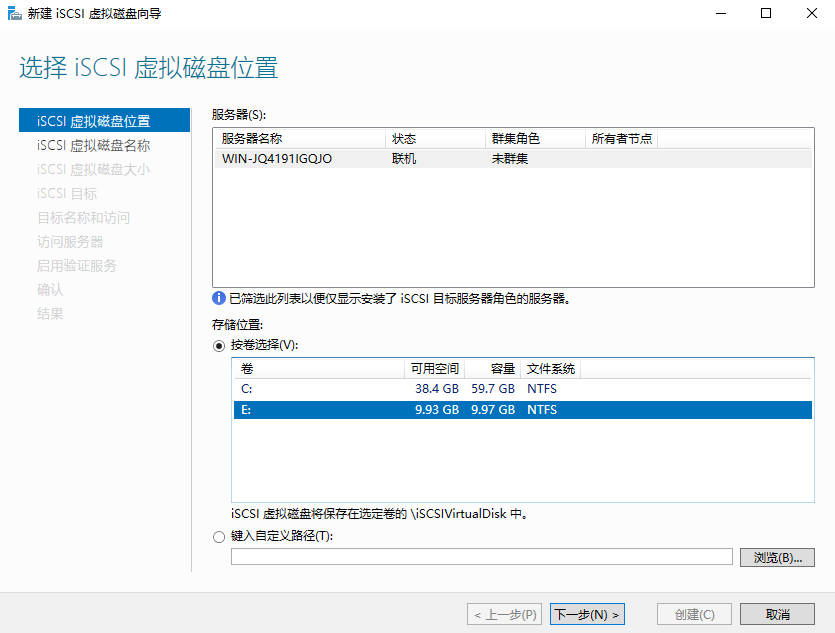 新建 iSCSI 虚拟磁盘向导
选择 iSCSI 虚拟磁盘位置
iSCSI 虚拟磁盘位置
iSCSI 虚拟磁盘名称
iSCSI 虚拟磁盘大小
iSCSI 目标
目标名称和访问
访问服务器
启用验证服务
确认
结果
服务器(S):
服务器名称 状态 群集角色 所有者节点
WIN-JQ4191IGQJO 联机 未群集
已筛选此列表以便仅显示安装了 iSCSI 目标服务器角色的服务器。
存储位置:
按卷选择(V):
卷 可用空间 容量 文件系统
C: 38.4 GB 59.7 GB NTFS
E: 9.93 GB 9.97 GB NTFS
iSCSI 虚拟磁盘将保存在选定卷的 \iSCSIVirtualDisk 中。
键入自定义路径(T):
浏览(B)...
< 上一步(P) 下一步(N) > 创建(C) 取消